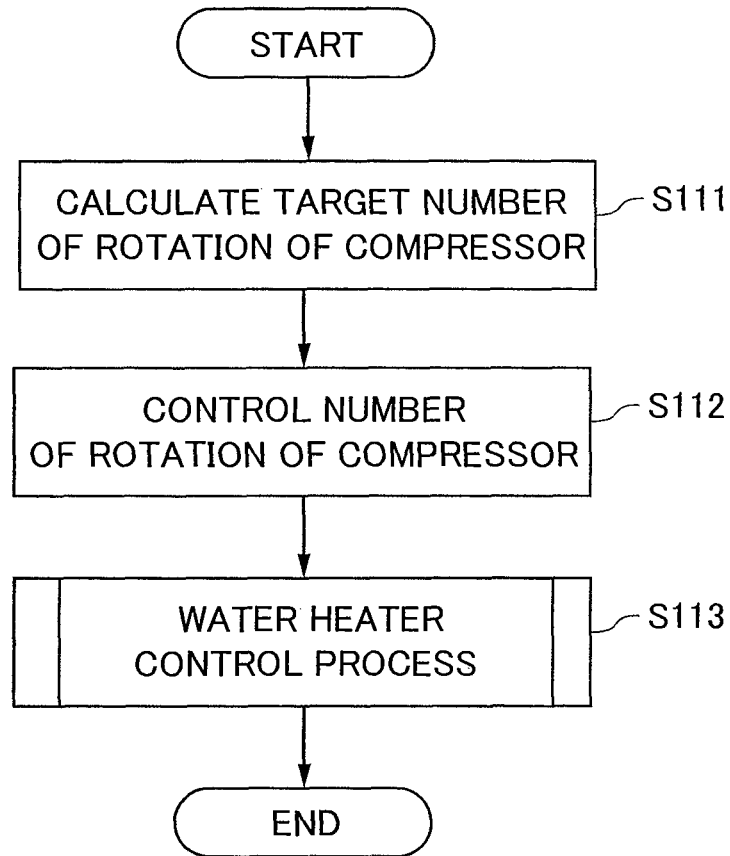 START
CALCULATE TARGET NUMBER
OF ROTATION OF COMPRESSOR
S111
CONTROL NUMBER
OF ROTATION OF COMPRESSOR
S112
WATER HEATER
CONTROL PROCESS
S113
END